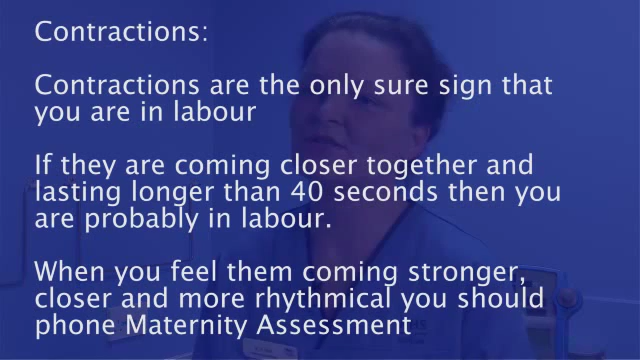 Contractions:
Contractions are the only sure sign that
you are in labour
If they are coming closer together and
lasting longer than 40 seconds then you
are probably in labour.
When you feel them coming stronger,
closer and more rhythmical you should
phone Maternity Assessment